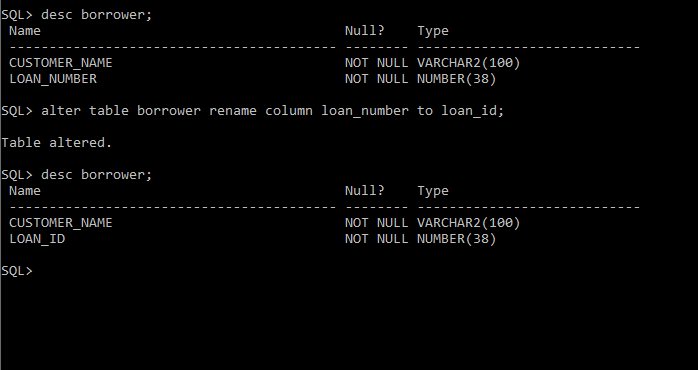 SQL> desc borrower;
 Name                                      Null?    Type
 ----------------------------------------- -------- ----------------------------
 CUSTOMER_NAME                             NOT NULL VARCHAR2(100)
 LOAN_NUMBER                               NOT NULL NUMBER(38)
SQL> alter table borrower rename column loan_number to loan_id;
Table altered.
SQL> desc borrower;
 Name                                      Null?    Type
 ----------------------------------------- -------- ----------------------------
 CUSTOMER_NAME                             NOT NULL VARCHAR2(100)
 LOAN_ID                                   NOT NULL NUMBER(38)
SQL>